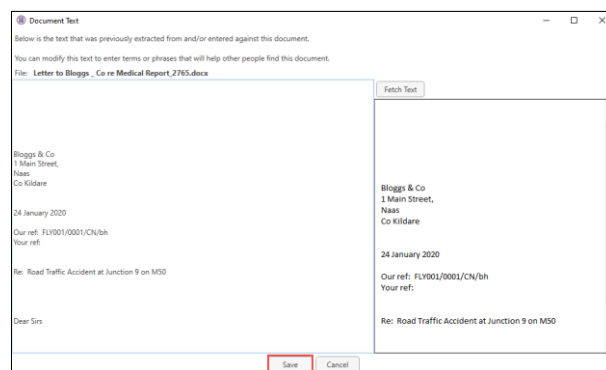 Document Text
Below is the text that was previously extracted from and/or entered against this document.
You can modify this text to enter terms or phrases that will help other people find this document.
File: Letter to Bloggs _ Co re Medical Report_2765.docx
Fetch Text
Bloggs & Co
1 Main Street,
Naas
Co Kildare
24 January 2020
Our ref: FLY001/0001/CN/bh
Your ref:
Re: Road Traffic Accident at Junction 9 on M50
Dear Sirs
Bloggs & Co
1 Main Street,
Naas
Co Kildare
24 January 2020
Our ref: FLY001/0001/CN/bh
Your ref:
Re: Road Traffic Accident at Junction 9 on M50
Save
Cancel